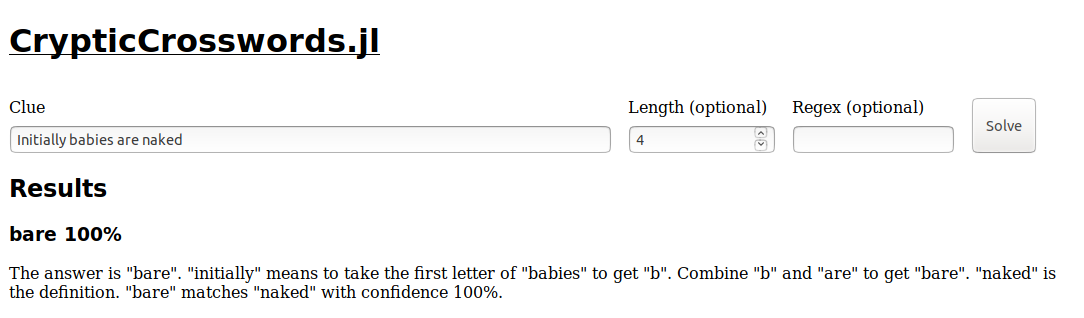 CrypticCrosswords.jl
Clue Length (optional) Regex (optional)
Initially babies are naked 4 Solve
Results
bare 100%
The answer is "bare". "initially" means to take the first letter of "babies" to get "b". Combine "b" and "are" to get "bare". "naked" is
the definition. "bare" matches "naked" with confidence 100%.